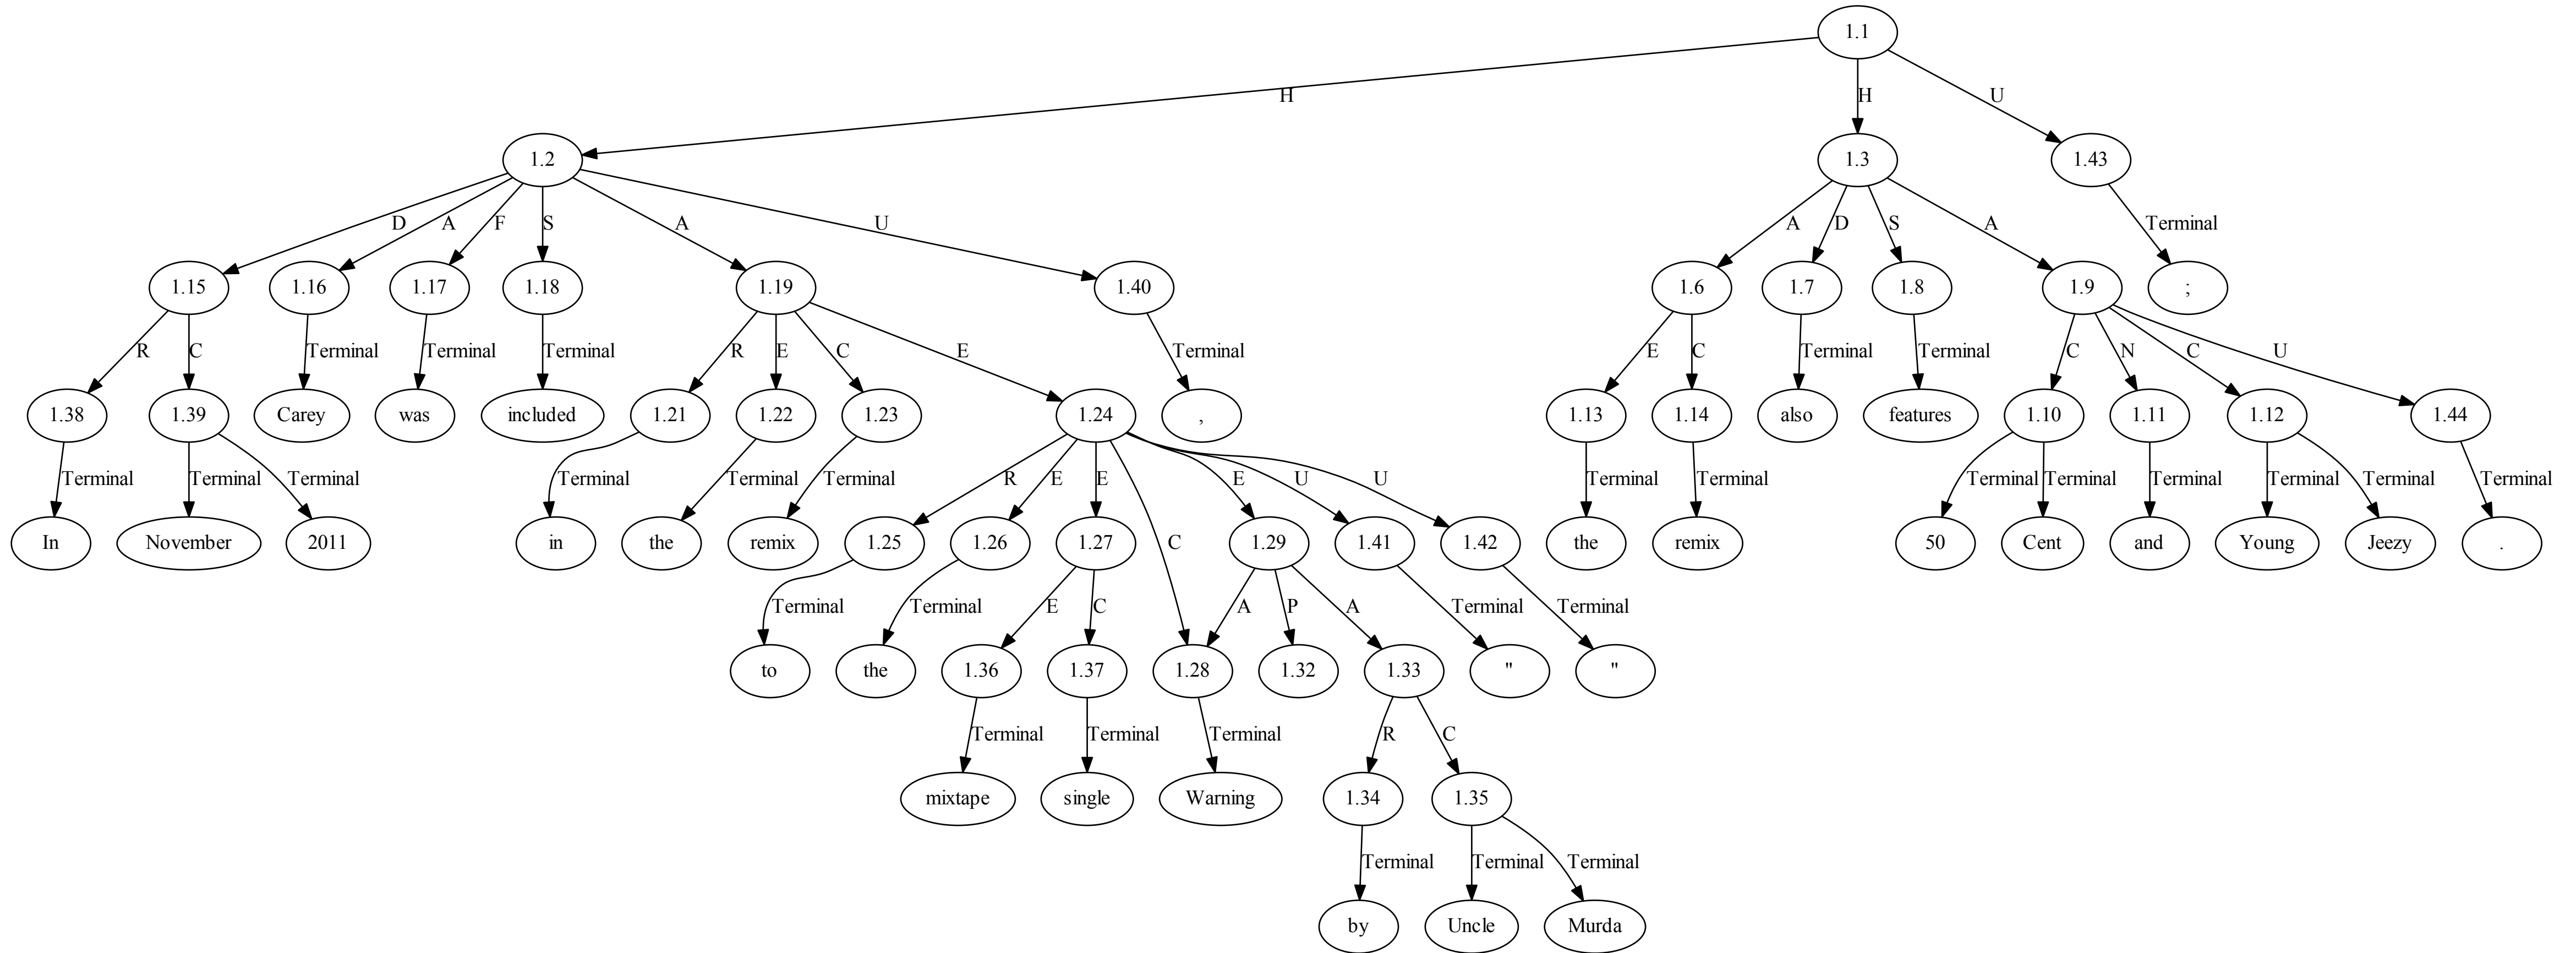 1.1
H H U
1.2 1.3 1.43
D A F S A U A D S A Terminal
1.15 1.16 1.17 1.18 1.19 1.40 1.6 1.7 1.8 1.9 ;
R C Terminal Terminal Terminal R E C E Terminal E C Terminal Terminal C N C U
1.38 1.39 Carey was included 1.21 1.22 1.23 1.24 , 1.13 1.14 also features 1.10 1.11 1.12 1.44
Terminal Terminal Terminal Terminal Terminal Terminal R E E C E U U Terminal Terminal Terminal Terminal Terminal Terminal Terminal Terminal
In November 2011 in the remix 1.25 1.26 1.27 1.29 1.41 1.42 the remix 50 Cent and Young Jeezy .
Terminal Terminal E C A P A Terminal Terminal
to the 1.36 1.37 1.28 1.32 1.33 " "
Terminal Terminal Terminal R C
mixtape single Warning 1.34 1.35
Terminal Terminal Terminal
by Uncle Murda